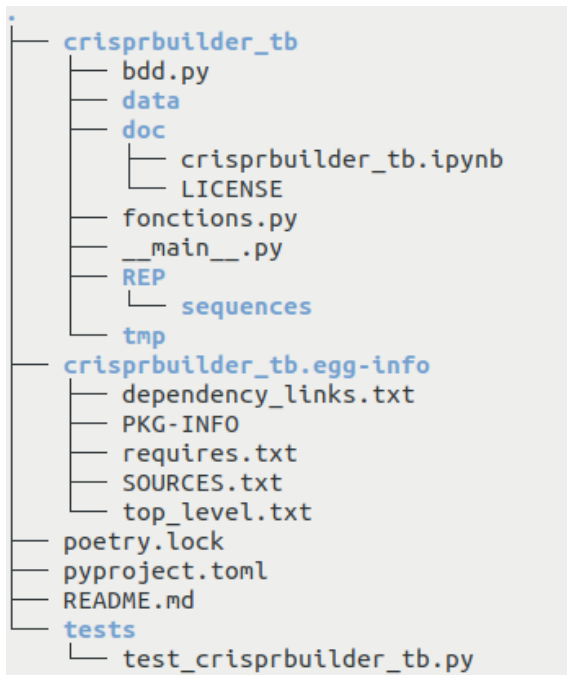 .
crisprbuilder_tb
bdd.py
data
doc
crisprbuilder_tb.ipynb
LICENSE
fonctions.py
__main__.py
REP
sequences
tmp
crisprbuilder_tb.egg-info
dependency_links.txt
PKG-INFO
requires.txt
SOURCES.txt
top_level.txt
poetry.lock
pyproject.toml
README.md
tests
test_crisprbuilder_tb.py